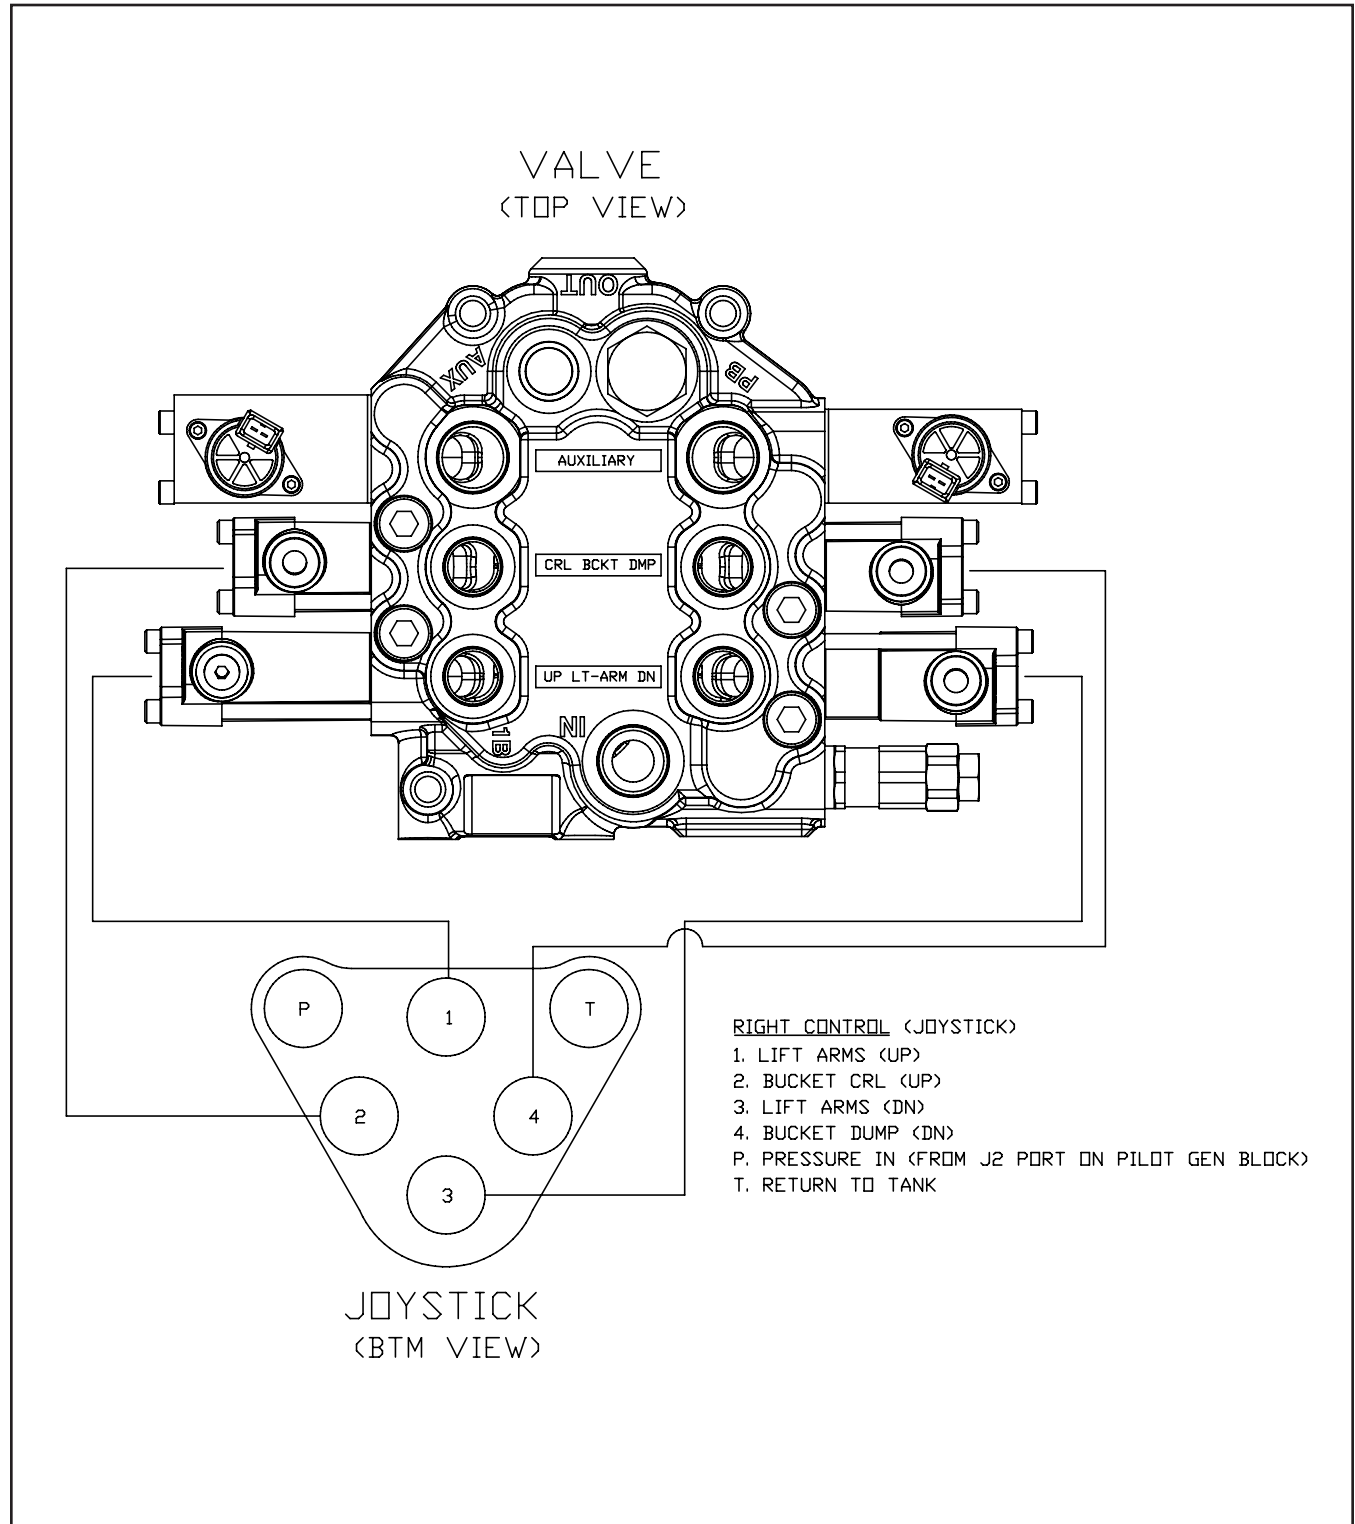 VALVE
(TOP VIEW)
OUT
AUX
PB
AUXILIARY
CRL BCKT DMP
UP LT-ARM DN
1B
IN
P
1
T
2
4
3
RIGHT CONTROL (JOYSTICK)
1. LIFT ARMS (UP)
2. BUCKET CRL (UP)
3. LIFT ARMS (DN)
4. BUCKET DUMP (DN)
P. PRESSURE IN (FROM J2 PORT ON PILOT GEN BLOCK)
T. RETURN TO TANK
JOYSTICK
(BTM VIEW)